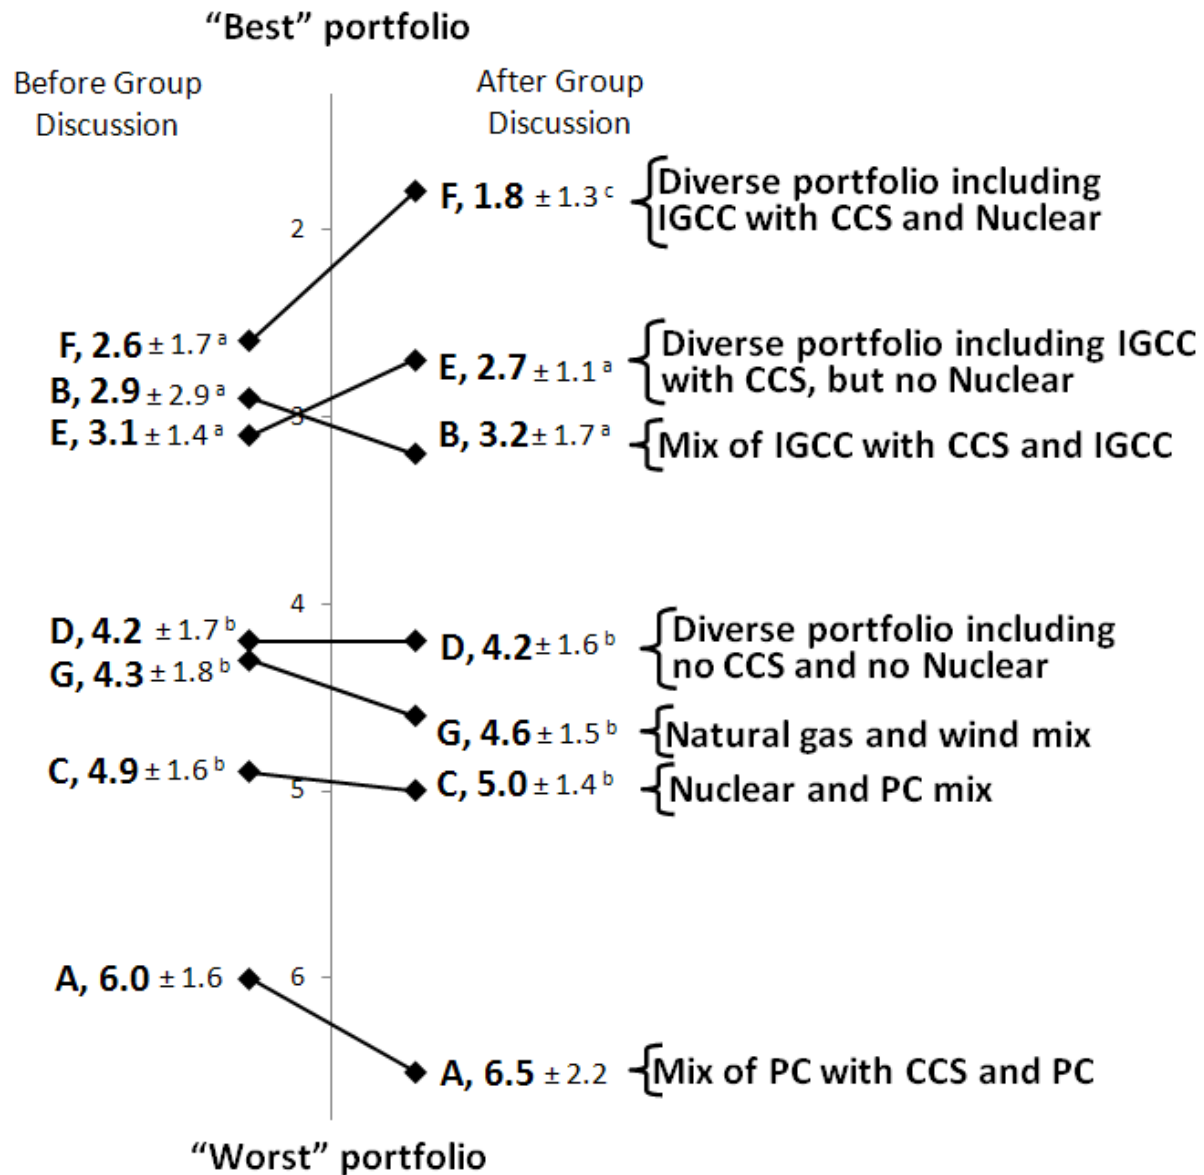 “Best” portfolio
Before Group
Discussion
After Group
Discussion
F, 1.8 ± 1.3 c
Diverse portfolio including
IGCC with CCS and Nuclear
2
F, 2.6 ± 1.7 a
B, 2.9 ± 2.9 a
E, 3.1 ± 1.4 a
3
E, 2.7 ± 1.1 a
Diverse portfolio including IGCC
with CCS, but no Nuclear
B, 3.2 ± 1.7 a
Mix of IGCC with CCS and IGCC
4
D, 4.2 ± 1.7 b
G, 4.3 ± 1.8 b
D, 4.2 ± 1.6 b
Diverse portfolio including
no CCS and no Nuclear
G, 4.6 ± 1.5 b
Natural gas and wind mix
C, 4.9 ± 1.6 b
5
C, 5.0 ± 1.4 b
Nuclear and PC mix
A, 6.0 ± 1.6
6
A, 6.5 ± 2.2
Mix of PC with CCS and PC
“Worst” portfolio